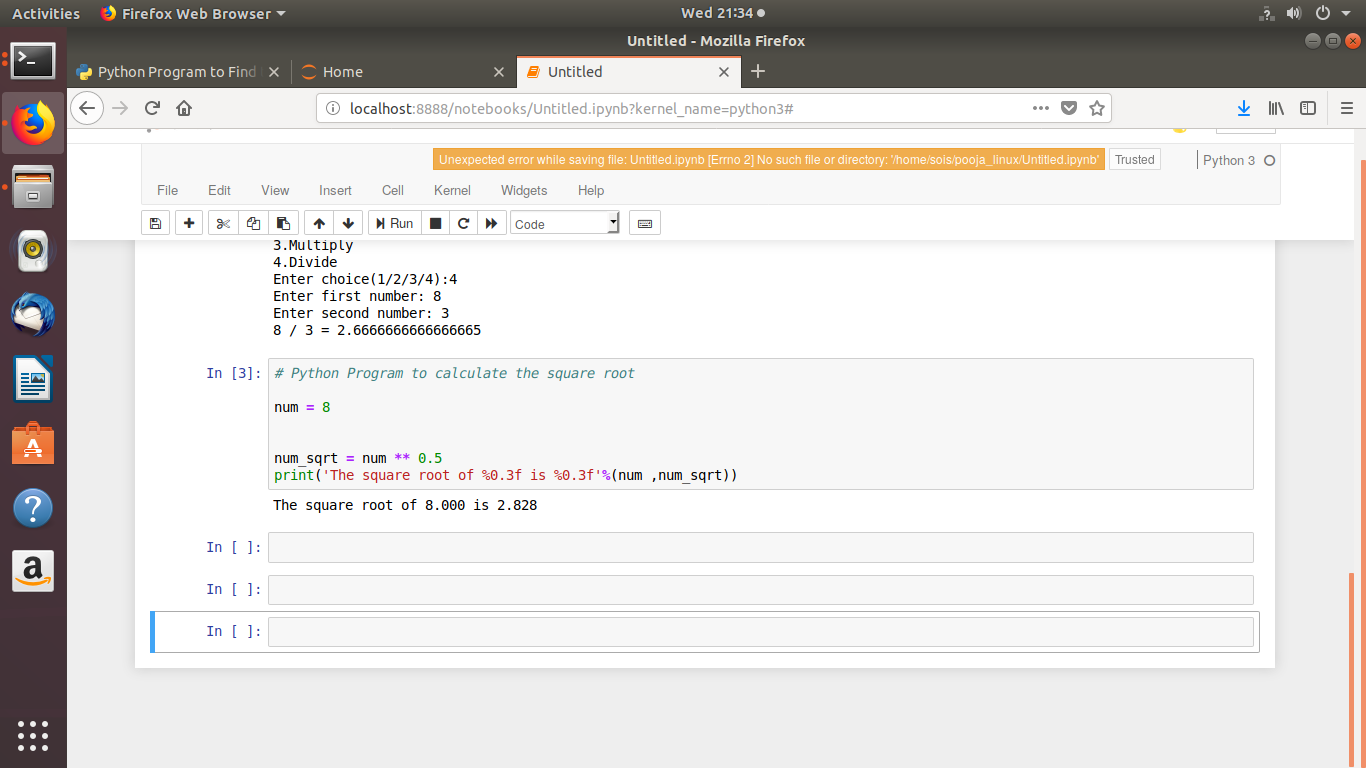 Activities Firefox Web Browser Wed 21:34
Untitled - Mozilla Firefox
Python Program to Find Home Untitled
localhost:8888/notebooks/Untitled.ipynb?kernel_name=python3#
Unexpected error while saving file: Untitled.ipynb [Errno 2] No such file or directory: '/home/sois/pooja_linux/Untitled.ipynb' Trusted Python 3
File Edit View Insert Cell Kernel Widgets Help
Run Code
3.Multiply
4.Divide
Enter choice(1/2/3/4):4
Enter first number: 8
Enter second number: 3
8 / 3 = 2.6666666666666665
In [3]: # Python Program to calculate the square root
num = 8
num_sqrt = num ** 0.5
print('The square root of %0.3f is %0.3f'%(num ,num_sqrt))
The square root of 8.000 is 2.828
In [ ]:
In [ ]:
In [ ]: